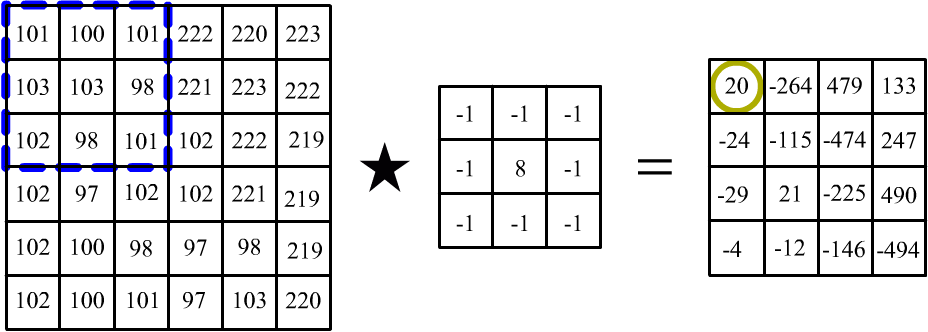 101 100 101 222 220 223
103 103 98 221 223 222
102 98 101 102 222 219
102 97 102 102 221 219
102 100 98 97 98 219
102 100 101 97 103 220
-1 -1 -1
-1 8 -1
-1 -1 -1
=
20 -264 479 133
-24 -115 -474 247
-29 21 -225 490
-4 -12 -146 -494